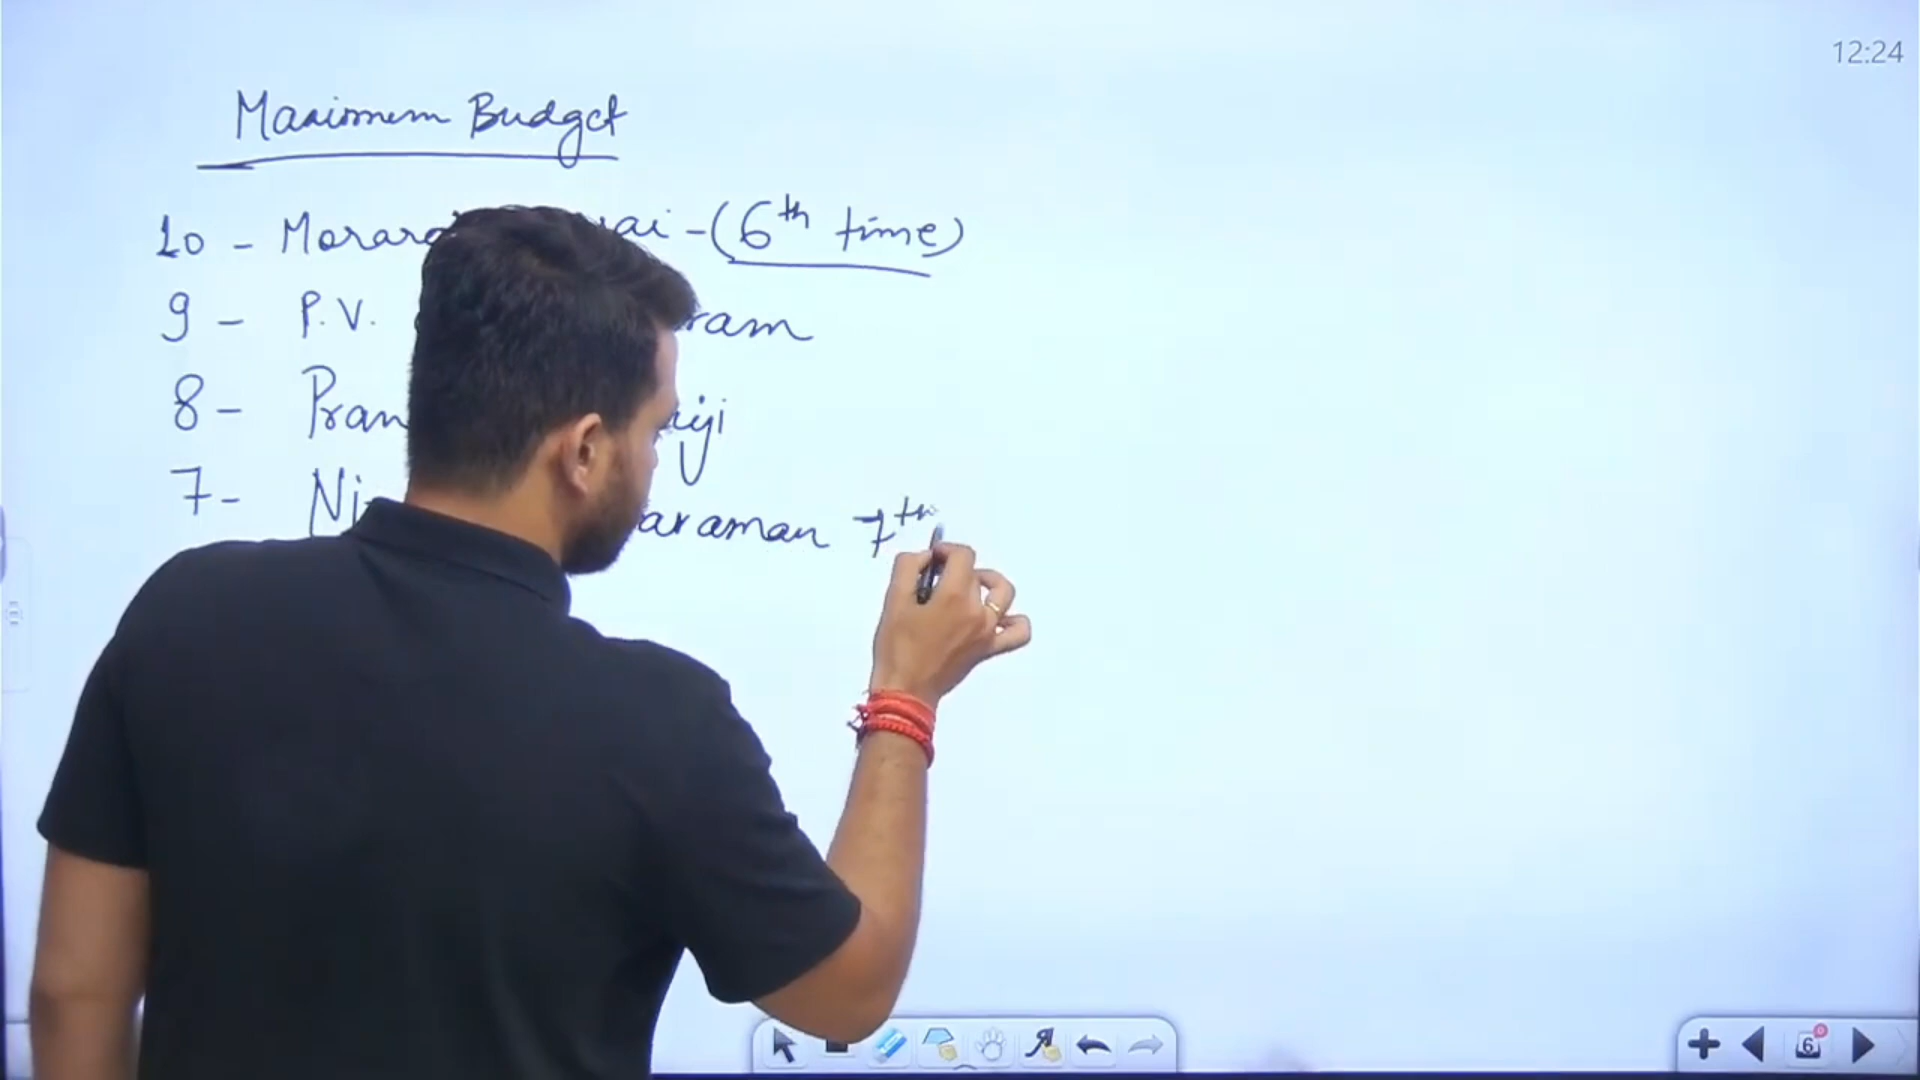 12:24
Maximum Budget
10 - Morar ai - (6th time)
9 - P.V. ram
8 - Pran ji
7 - Ni araman 7th
6